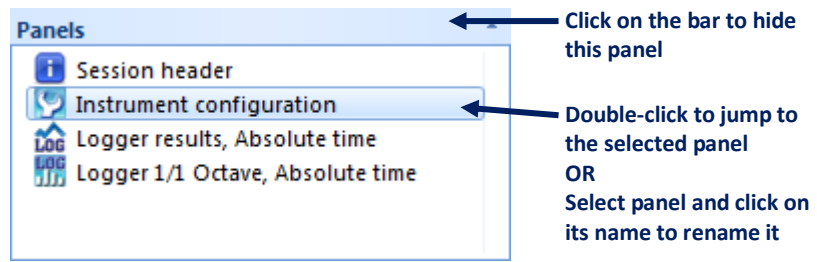 Panels
Session header
Instrument configuration
LOG Logger results, Absolute time
LOG Logger 1/1 Octave, Absolute time
Click on the bar to hide
this panel
Double-click to jump to
the selected panel
OR
Select panel and click on
its name to rename it